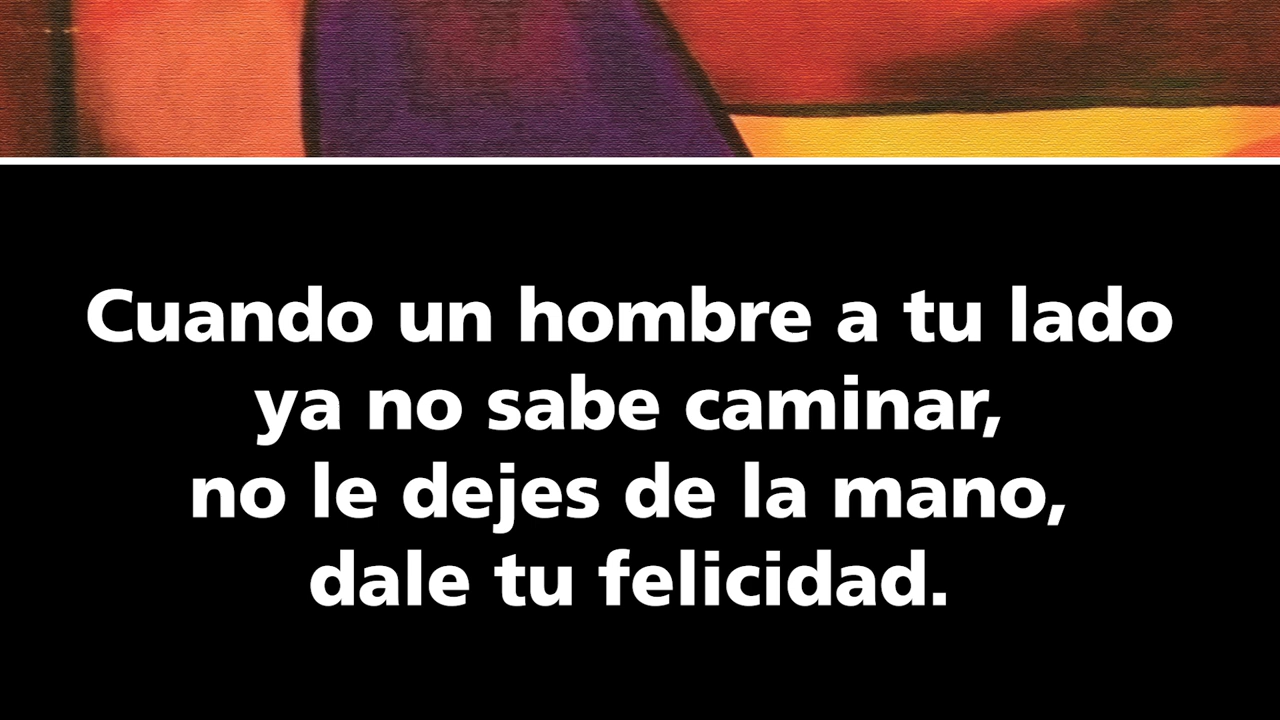 Cuando un hombre a tu lado
ya no sabe caminar,
no le dejes de la mano,
dale tu felicidad.